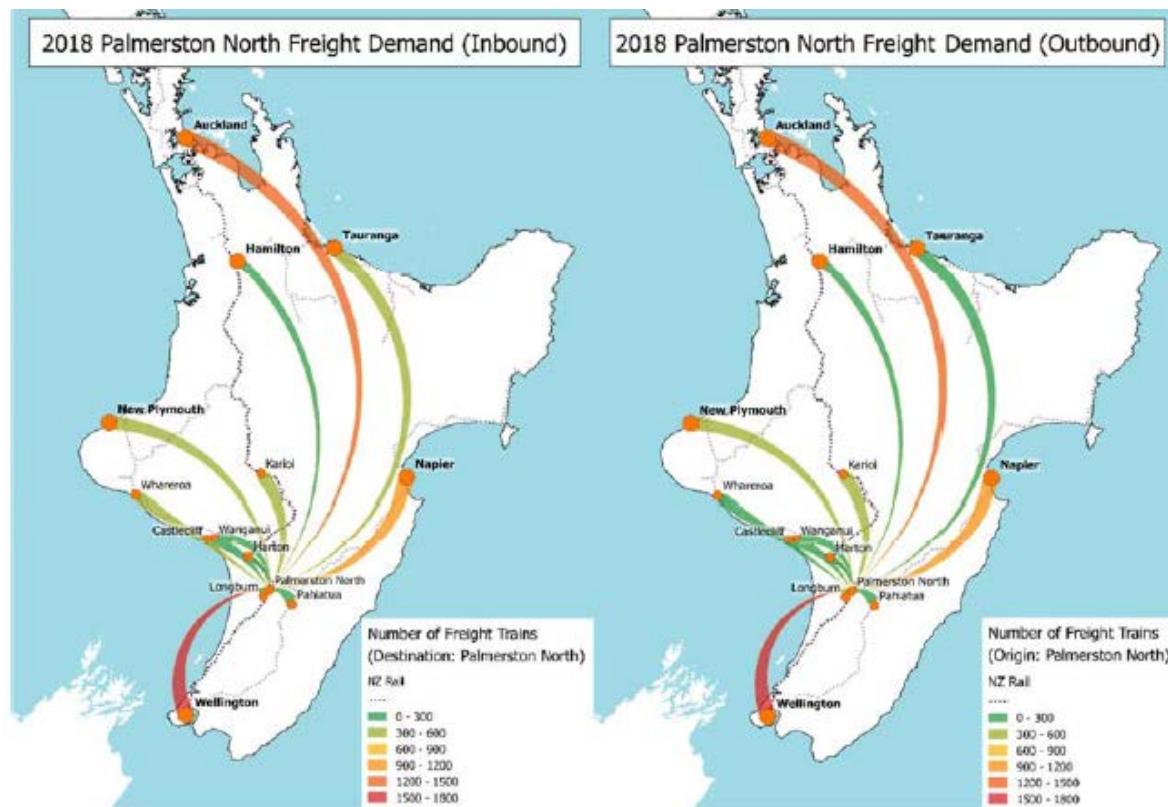 2018 Palmerston North Freight Demand (Inbound)
Auckland
Hamilton
Tauranga
New Plymouth
Karioi
Napier
Whareroa
Castlecliff
Wanganui
Marton
Longburn
Palmerston North
Pahiatua
Wellington
Number of Freight Trains
(Destination: Palmerston North)
NZ Rail
0 - 300
300 - 600
600 - 900
900 - 1200
1200 - 1500
1500 - 1800
2018 Palmerston North Freight Demand (Outbound)
Auckland
Hamilton
Tauranga
New Plymouth
Karioi
Napier
Whareroa
Castlecliff
Wanganui
Marton
Longburn
Palmerston North
Pahiatua
Wellington
Number of Freight Trains
(Origin: Palmerston North)
NZ Rail
0 - 300
300 - 600
600 - 900
900 - 1200
1200 - 1500
1500 - 1800